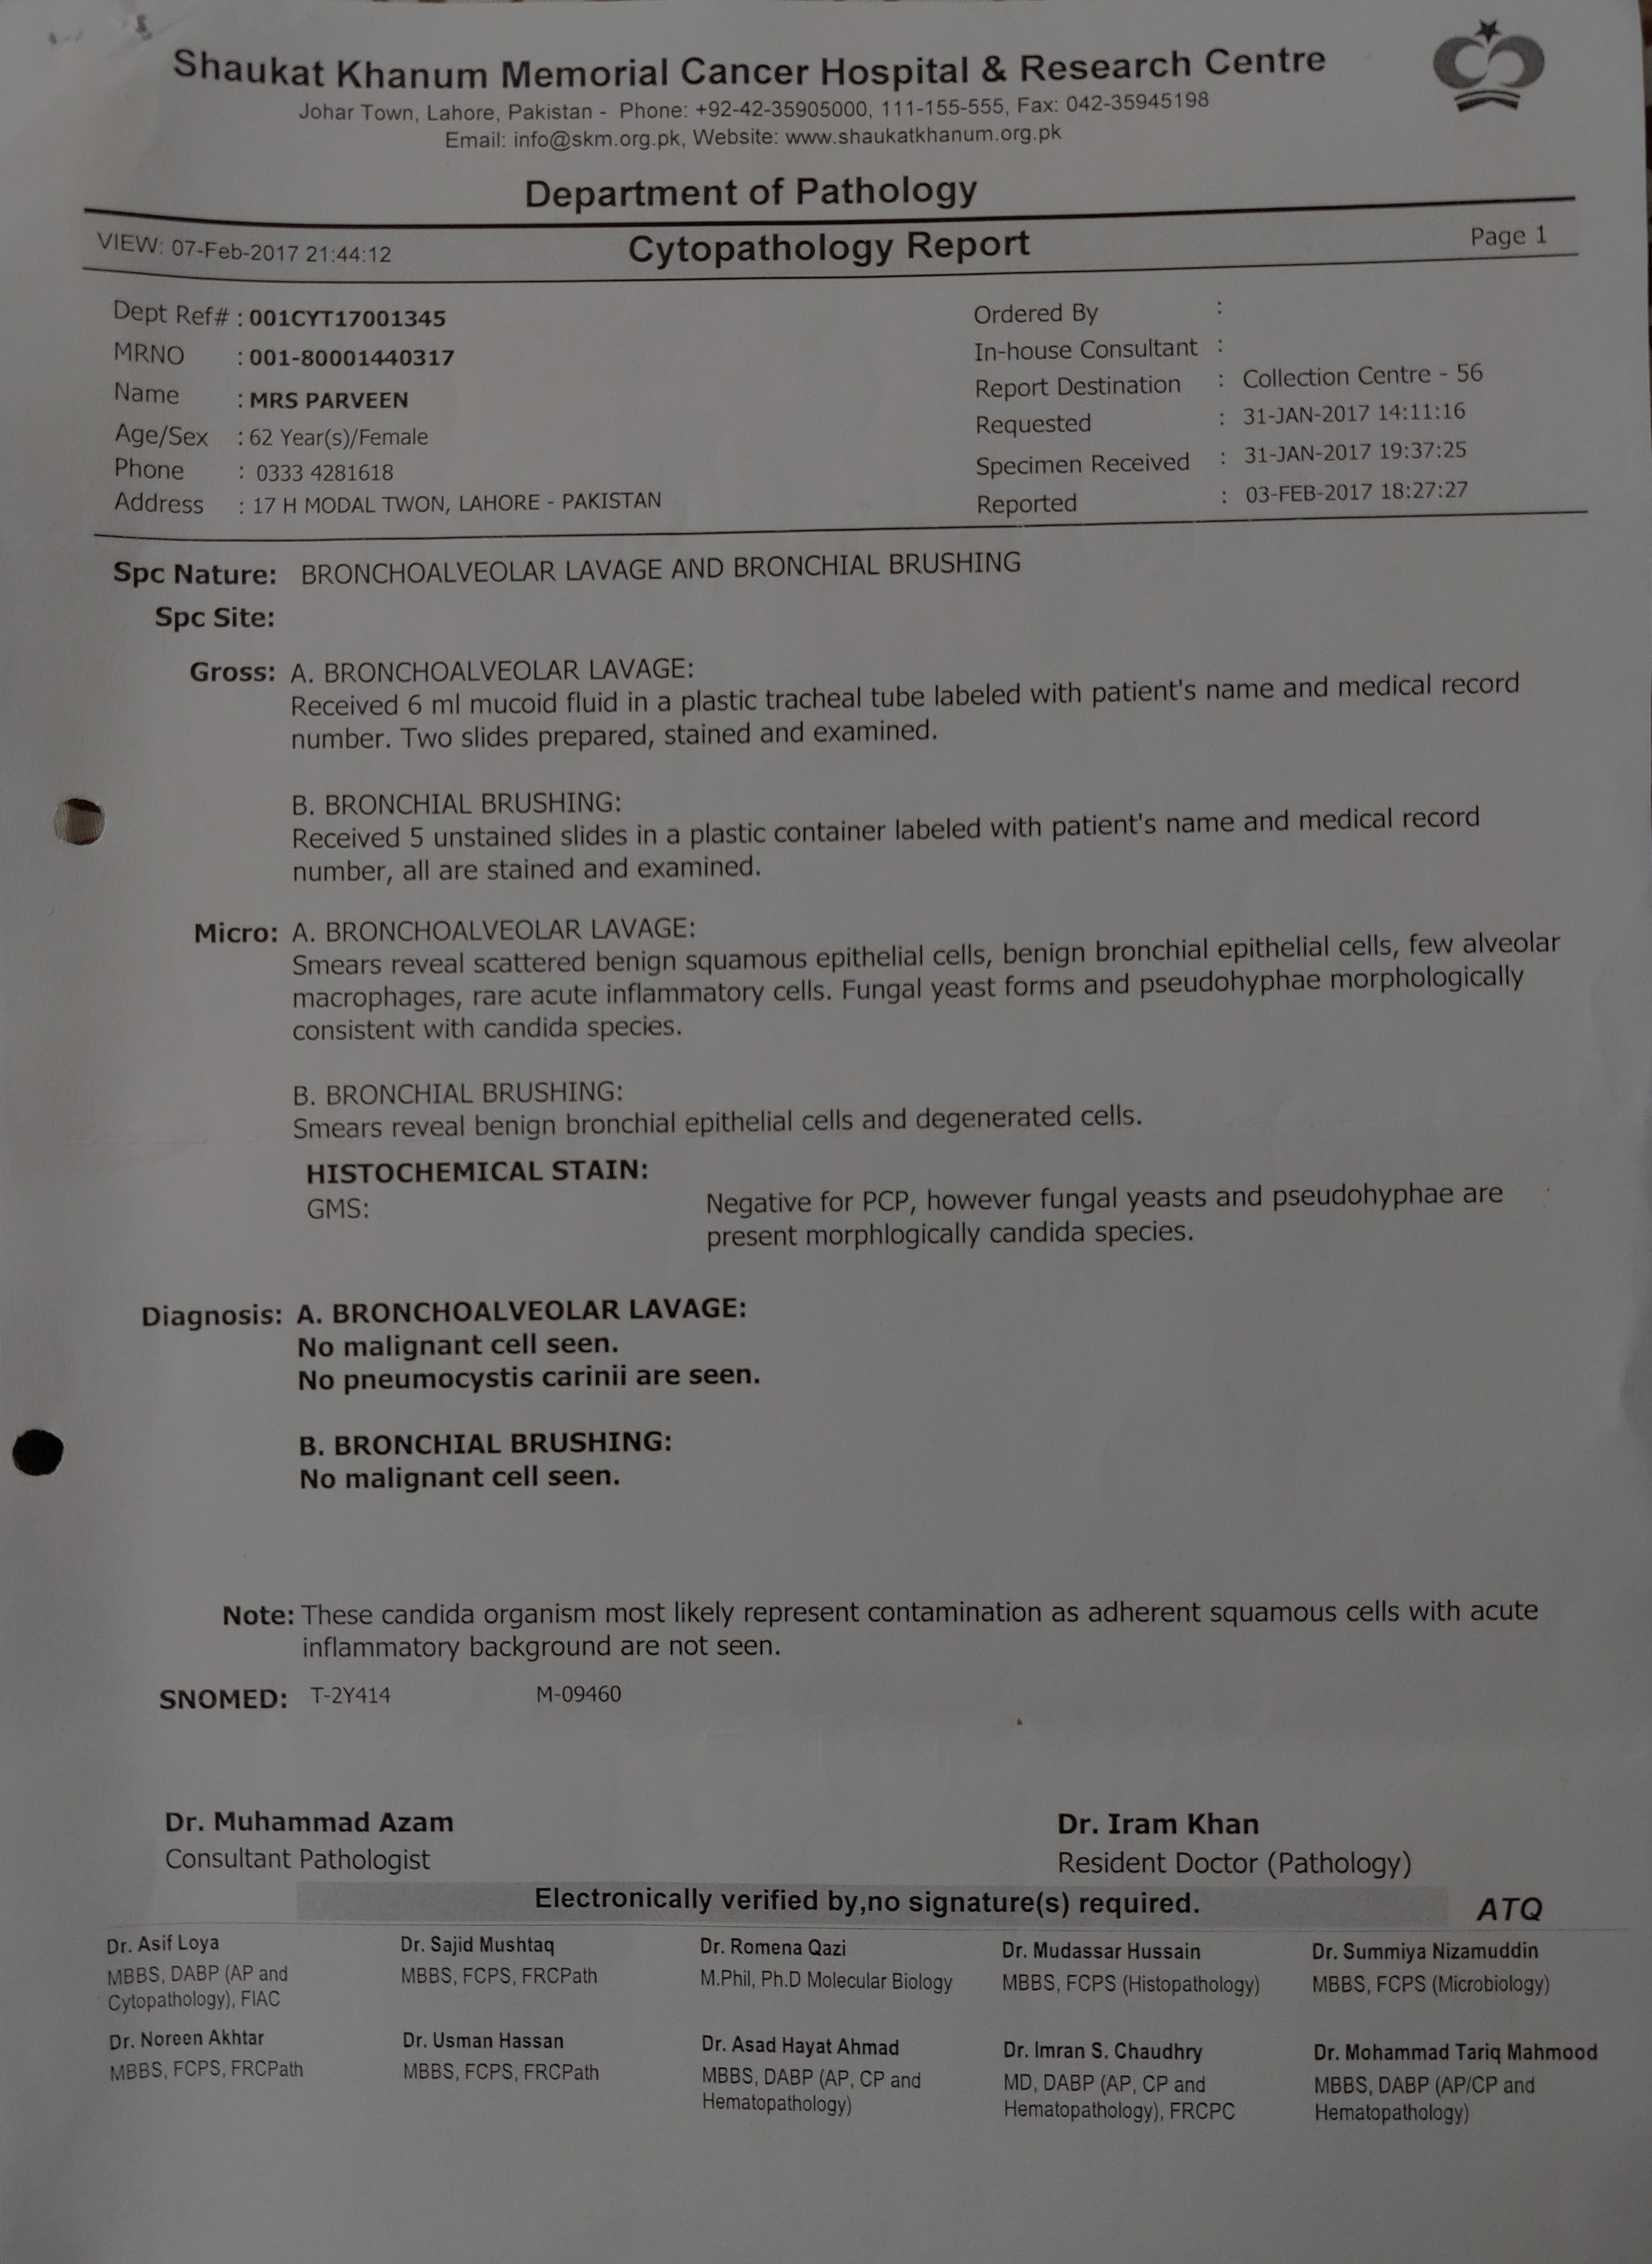 Shaukat Khanum Memorial Cancer Hospital & Research Centre
Johar Town, Lahore, Pakistan - Phone: +92-42-35905000, 111-155-555, Fax: 042-35945198
Email: info@skm.org.pk, Website: www.shaukatkhanum.org.pk
Department of Pathology
VIEW: 07-Feb-2017 21:44:12 Cytopathology Report Page 1
Dept Ref# : 001CYT17001345
MRNO : 001-80001440317
Name : MRS PARVEEN
Age/Sex : 62 Year(s)/Female
Phone : 0333 4281618
Address : 17 H MODAL TWON, LAHORE - PAKISTAN
Ordered By :
In-house Consultant :
Report Destination : Collection Centre - 56
Requested : 31-JAN-2017 14:11:16
Specimen Received : 31-JAN-2017 19:37:25
Reported : 03-FEB-2017 18:27:27
Spc Nature: BRONCHOALVEOLAR LAVAGE AND BRONCHIAL BRUSHING
Spc Site:
Gross: A. BRONCHOALVEOLAR LAVAGE:
Received 6 ml mucoid fluid in a plastic tracheal tube labeled with patient's name and medical record
number. Two slides prepared, stained and examined.
B. BRONCHIAL BRUSHING:
Received 5 unstained slides in a plastic container labeled with patient's name and medical record
number, all are stained and examined.
Micro: A. BRONCHOALVEOLAR LAVAGE:
Smears reveal scattered benign squamous epithelial cells, benign bronchial epithelial cells, few alveolar
macrophages, rare acute inflammatory cells. Fungal yeast forms and pseudohyphae morphologically
consistent with candida species.
B. BRONCHIAL BRUSHING:
Smears reveal benign bronchial epithelial cells and degenerated cells.
HISTOCHEMICAL STAIN:
GMS: Negative for PCP, however fungal yeasts and pseudohyphae are
present morphlogically candida species.
Diagnosis: A. BRONCHOALVEOLAR LAVAGE:
No malignant cell seen.
No pneumocystis carinii are seen.
B. BRONCHIAL BRUSHING:
No malignant cell seen.
Note: These candida organism most likely represent contamination as adherent squamous cells with acute
inflammatory background are not seen.
SNOMED: T-2Y414 M-09460
Dr. Muhammad Azam
Consultant Pathologist
Dr. Iram Khan
Resident Doctor (Pathology)
Electronically verified by,no signature(s) required. ATQ
Dr. Asif Loya
MBBS, DABP (AP and
Cytopathology), FIAC
Dr. Sajid Mushtaq
MBBS, FCPS, FRCPath
Dr. Romena Qazi
M.Phil, Ph.D Molecular Biology
Dr. Mudassar Hussain
MBBS, FCPS (Histopathology)
Dr. Summiya Nizamuddin
MBBS, FCPS (Microbiology)
Dr. Noreen Akhtar
MBBS, FCPS, FRCPath
Dr. Usman Hassan
MBBS, FCPS, FRCPath
Dr. Asad Hayat Ahmad
MBBS, DABP (AP, CP and
Hematopathology)
Dr. Imran S. Chaudhry
MD, DABP (AP, CP and
Hematopathology), FRCPC
Dr. Mohammad Tariq Mahmood
MBBS, DABP (AP/CP and
Hematopathology)